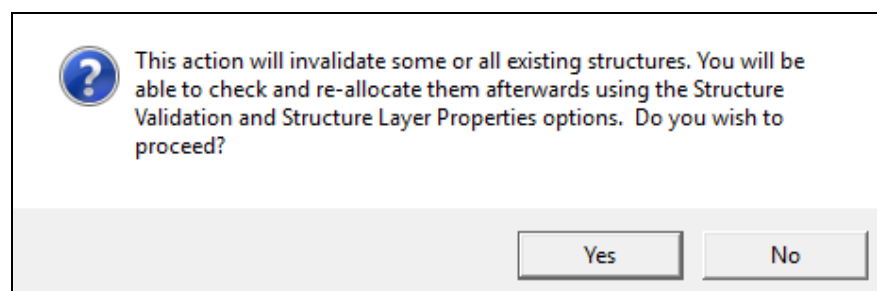 This action will invalidate some or all existing structures. You will be
able to check and re-allocate them afterwards using the Structure
Validation and Structure Layer Properties options.  Do you wish to
proceed?
Yes
No